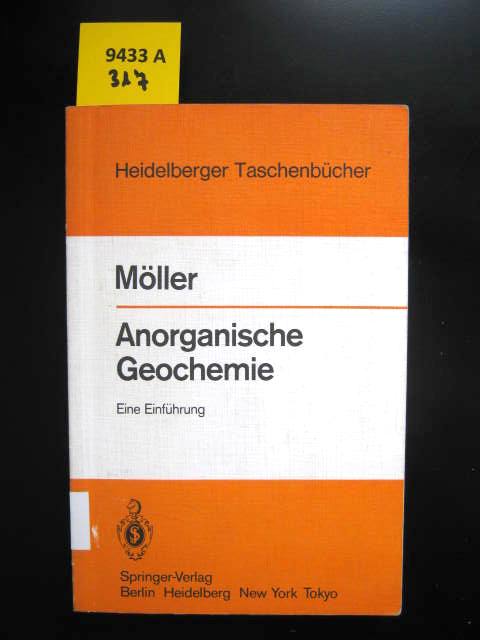 9433 A
317
Heidelberger Taschenbücher
Möller
Anorganische
Geochemie
Eine Einführung
Springer-Verlag
Berlin Heidelberg New York Tokyo